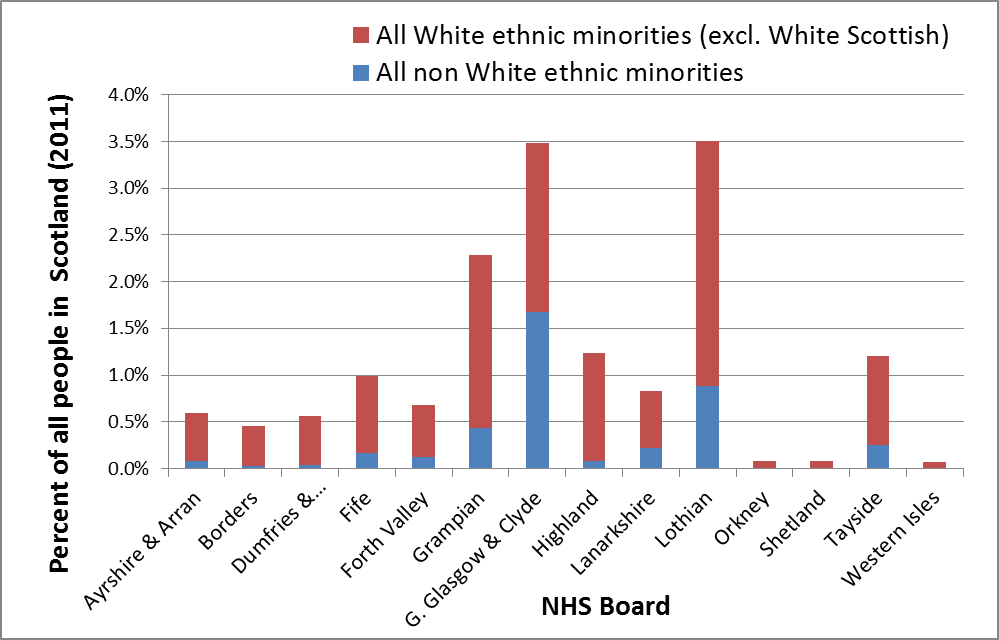 All White ethnic minorities (excl. White Scottish)
All non White ethnic minorities
Percent of all people in Scotland (2011)
4.0%
3.5%
3.0%
2.5%
2.0%
1.5%
1.0%
0.5%
0.0%
Ayrshire & Arran
Borders
Dumfries &...
Fife
Forth Valley
Grampian
G. Glasgow & Clyde
Highland
Lanarkshire
Lothian
Orkney
Shetland
Tayside
Western Isles
NHS Board